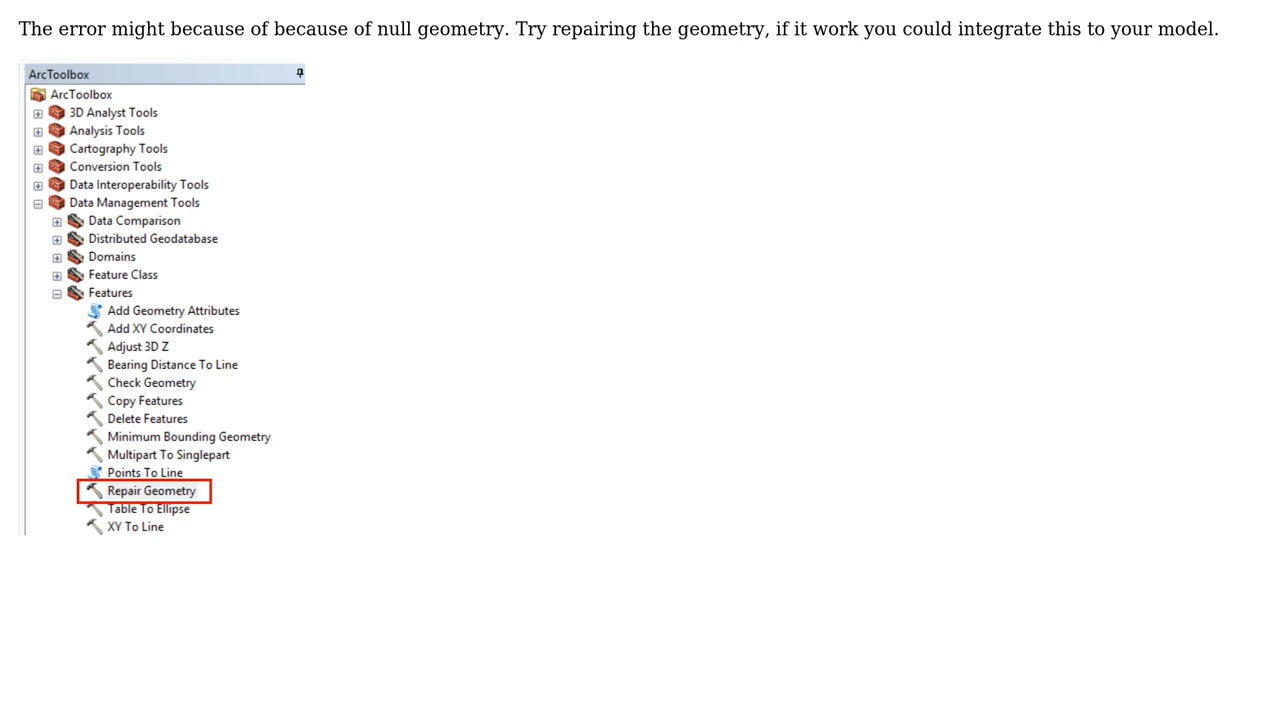 The error might because of because of null geometry. Try repairing the geometry, if it work you could integrate this to your model.
ArcToolbox
ArcToolbox
3D Analyst Tools
Analysis Tools
Cartography Tools
Conversion Tools
Data Interoperability Tools
Data Management Tools
Data Comparison
Distributed Geodatabase
Domains
Feature Class
Features
Add Geometry Attributes
Add XY Coordinates
Adjust 3D Z
Bearing Distance To Line
Check Geometry
Copy Features
Delete Features
Minimum Bounding Geometry
Multipart To Singlepart
Points To Line
Repair Geometry
Table To Ellipse
XY To Line